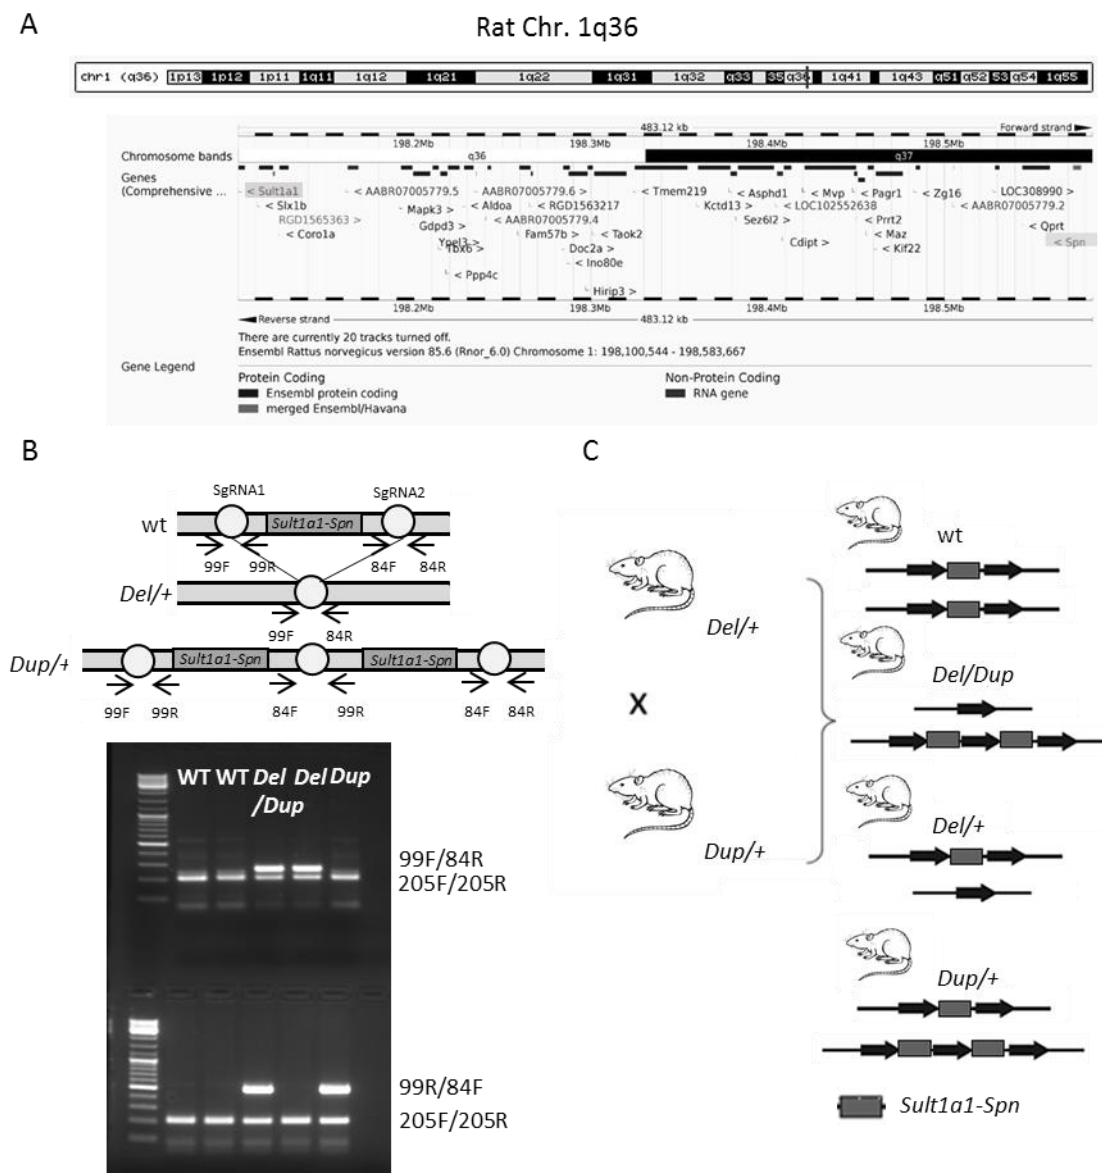 A
Rat Chr. 1q36
chr1 (q36) 1p13 1p12 1p11 1q11 1q12 1q21 1q22 1q31 1q32 q33 35 q36 1q41 1q43 q51 q52 53 q54 1q55
483.12 kb Forward strand
198.2Mb 198.3Mb 198.4Mb 198.5Mb
Chromosome bands q36 q37
Genes
(Comprehensive ...
< Sult1a1 < AABR07005779.5 < AABR07005779.6 > < Tmem219 < Asphd1 < Mvp < Pagr1 < Zg16 LOC308990 >
< Slx1b Mapk3 > < Aldoa < RGD1563217 Kctd13 > < LOC102552638 < AABR07005779.2
RGD1565363 > Gdpd3 > < AABR07005779.4 Sez6l2 > < Prrt2 < Qprt
< Coro1a Ypel3 > Fam57b > < Taok2 Cdipt > < Maz < Spn
Tbx6 > Doc2a > < Kif22
< Ppp4c < Ino80e
Hirip3 >
198.2Mb 198.3Mb 198.4Mb 198.5Mb
Reverse strand 483.12 kb
There are currently 20 tracks turned off.
Ensembl Rattus norvegicus version 85.6 (Rnor_6.0) Chromosome 1: 198,100,544 - 198,583,667
Gene Legend
Protein Coding Non-Protein Coding
Ensembl protein coding RNA gene
merged Ensembl/Havana
B
SgRNA1 SgRNA2
wt Sult1a1-Spn
99F 99R 84F 84R
Del/+
99F 84R
Dup/+ Sult1a1-Spn Sult1a1-Spn
99F 99R 84F 99R 84F 84R
WT WT Del Del Dup
/Dup
99F/84R
205F/205R
99R/84F
205F/205R
C
wt
Del/+
Del/Dup
x
Del/+
Dup/+
Dup/+
Sult1a1-Spn